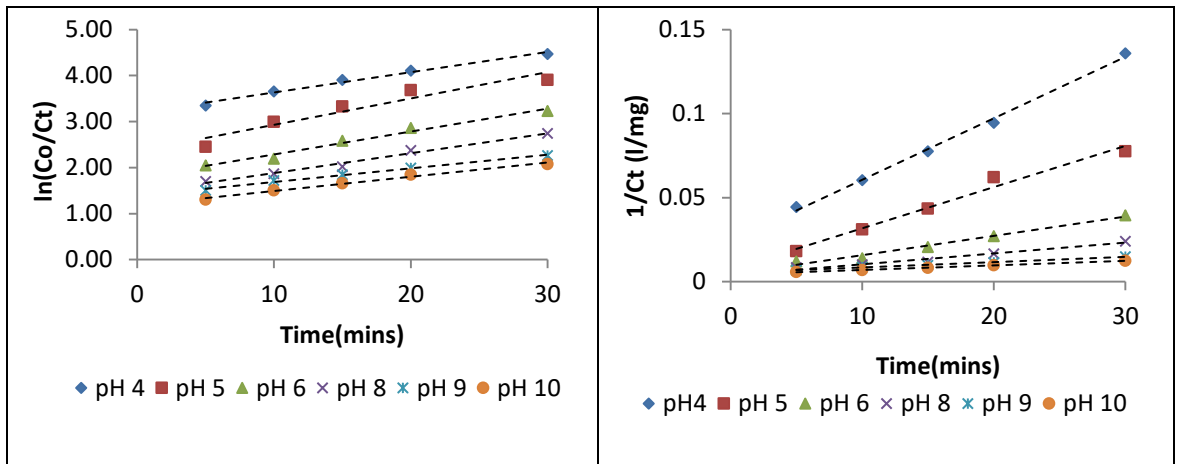 5.00
4.00
3.00
2.00
1.00
0.00
ln(Co/Ct)
0 10 20 30
Time(mins)
pH 4 pH 5 pH 6 pH 8 pH 9 pH 10
0.15
0.1
0.05
0
1/Ct (l/mg)
0 10 20 30
Time(mins)
pH4 pH 5 pH 6 pH 8 pH 9 pH 10